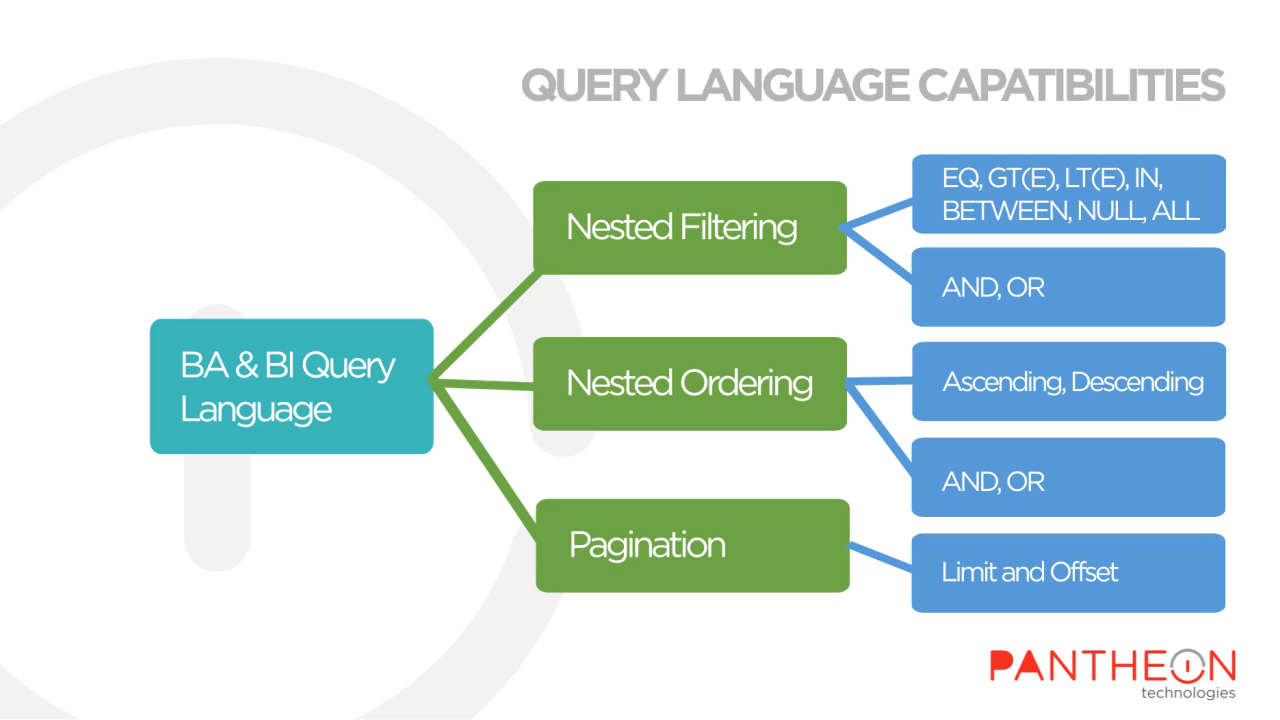 QUERY LANGUAGE CAPATIBILITIES
BA & BI Query
Language
Nested Filtering
EQ, GT(E), LT(E), IN,
BETWEEN, NULL, ALL
AND, OR
Nested Ordering
Ascending, Descending
AND, OR
Pagination
Limit and Offset
PANTHEON
technologies